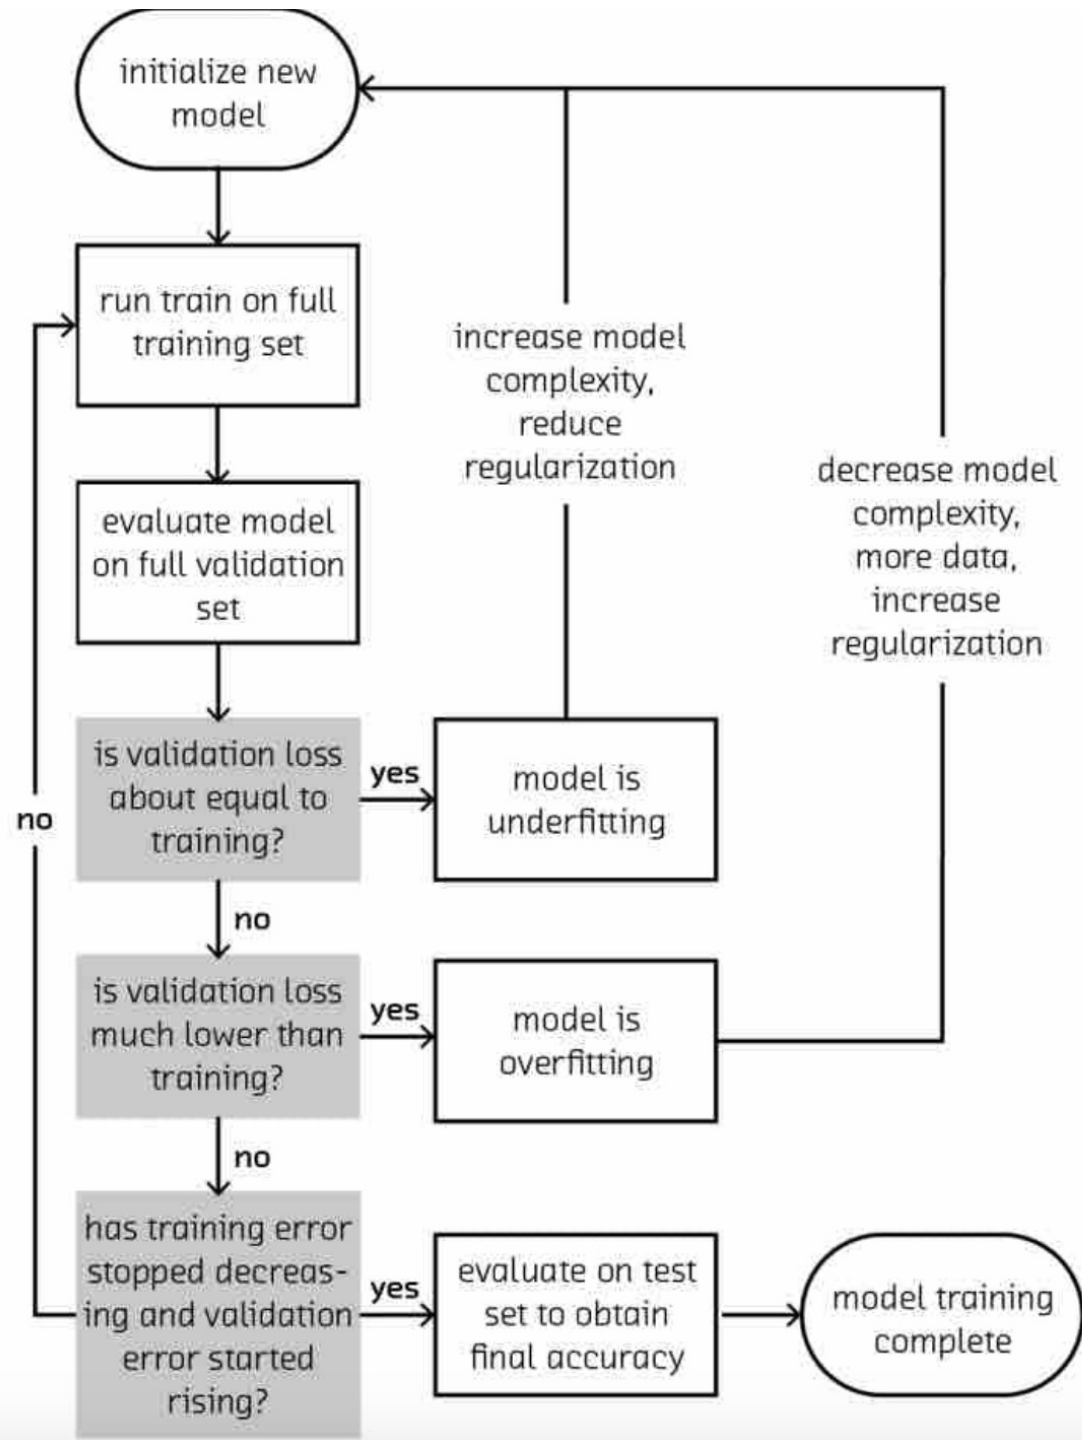 initialize new
model
run train on full
training set
increase model
complexity,
reduce
regularization
decrease model
complexity,
more data,
increase
regularization
evaluate model
on full validation
set
is validation loss
about equal to
training?
yes
model is
underfitting
no
no
is validation loss
much lower than
training?
yes
model is
overfitting
no
has training error
stopped decreas-
ing and validation
error started
rising?
yes
evaluate on test
set to obtain
final accuracy
model training
complete